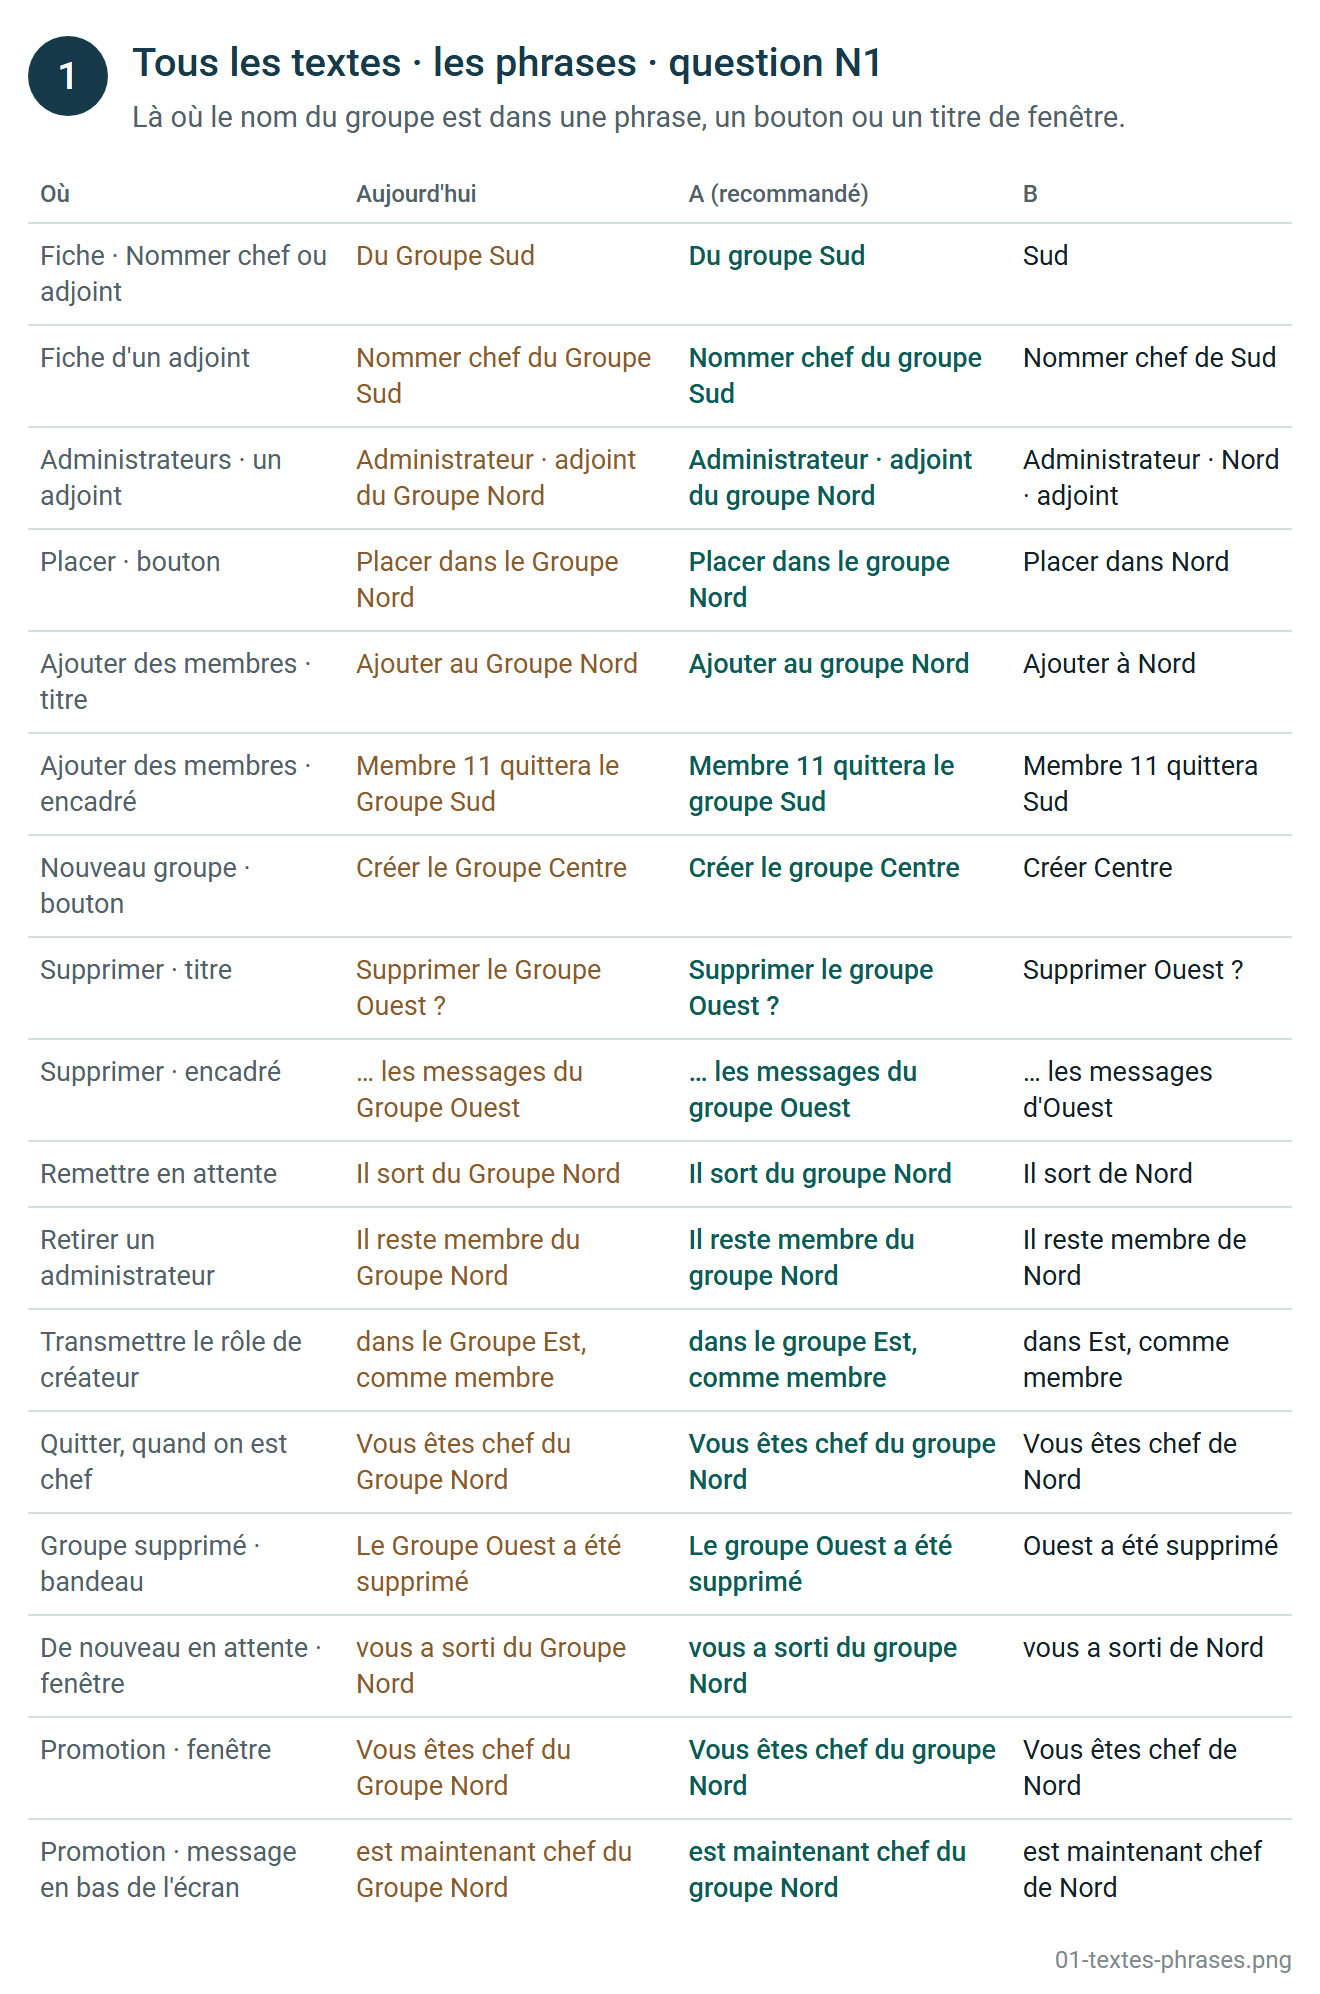 1
Tous les textes · les phrases · question N1
Là où le nom du groupe est dans une phrase, un bouton ou un titre de fenêtre.
Où Aujourd'hui A (recommandé) B
Fiche · Nommer chef ou Du Groupe Sud Du groupe Sud Sud
adjoint
Fiche d'un adjoint Nommer chef du Groupe Nommer chef du groupe Nommer chef de Sud
Sud Sud
Administrateurs · un Administrateur · adjoint Administrateur · adjoint Administrateur · Nord
adjoint du Groupe Nord du groupe Nord · adjoint
Placer · bouton Placer dans le Groupe Placer dans le groupe Placer dans Nord
Nord Nord
Ajouter des membres · Ajouter au Groupe Nord Ajouter au groupe Nord Ajouter à Nord
titre
Ajouter des membres · Membre 11 quittera le Membre 11 quittera le Membre 11 quittera
encadré Groupe Sud groupe Sud Sud
Nouveau groupe · Créer le Groupe Centre Créer le groupe Centre Créer Centre
bouton
Supprimer · titre Supprimer le Groupe Supprimer le groupe Supprimer Ouest ?
Ouest ? Ouest ?
Supprimer · encadré … les messages du … les messages du … les messages
Groupe Ouest groupe Ouest d'Ouest
Remettre en attente Il sort du Groupe Nord Il sort du groupe Nord Il sort de Nord
Retirer un Il reste membre du Il reste membre du Il reste membre de
administrateur Groupe Nord groupe Nord Nord
Transmettre le rôle de dans le Groupe Est, dans le groupe Est, dans Est, comme
créateur comme membre comme membre membre
Quitter, quand on est Vous êtes chef du Vous êtes chef du groupe Vous êtes chef de
chef Groupe Nord Nord Nord
Groupe supprimé · Le Groupe Ouest a été Le groupe Ouest a été Ouest a été supprimé
bandeau supprimé supprimé
De nouveau en attente · vous a sorti du Groupe vous a sorti du groupe vous a sorti de Nord
fenêtre Nord Nord
Promotion · fenêtre Vous êtes chef du Vous êtes chef du groupe Vous êtes chef de
Groupe Nord Nord Nord
Promotion · message est maintenant chef du est maintenant chef du est maintenant chef
en bas de l'écran Groupe Nord groupe Nord de Nord
01-textes-phrases.png